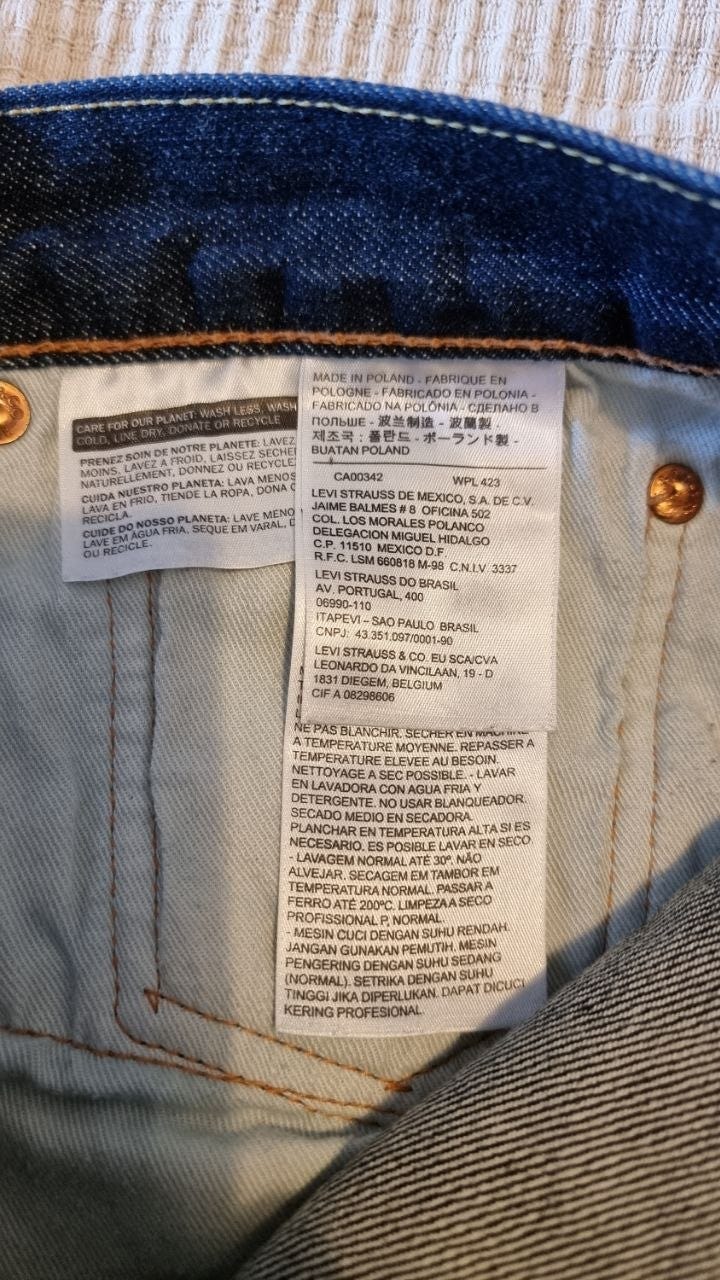 CARE FOR OUR PLANET: WASH LESS, WASH
COLD, LINE DRY, DONATE OR RECYCLE
PRENEZ SOIN DE NOTRE PLANETE: LAVEZ
MOINS, LAVEZ A FROID, LAISSEZ SECHE
NATURELLEMENT, DONNEZ OU RECYCLE
CUIDA NUESTRO PLANETA: LAVA MENOS
LAVA EN FRIO, TIENDE LA ROPA, DONA O
RECICLA.
CUIDE DO NOSSO PLANETA: LAVE MENO
LAVE EM ÁGUA FRIA, SEQUE EM VARAL, D
OU RECICLE.
MADE IN POLAND - FABRIQUE EN
POLOGNE - FABRICADO EN POLONIA -
FABRICADO NA POLÔNIA - СДЕЛАНО В
ПОЛЬШЕ - 波兰制造 - 波蘭製 -
제조국 : 폴란드 - ポーランド製 -
BUATAN POLAND
CA00342 WPL 423
LEVI STRAUSS DE MEXICO, S.A. DE C.V.
JAIME BALMES # 8 OFICINA 502
COL. LOS MORALES POLANCO
DELEGACION MIGUEL HIDALGO
C.P. 11510 MEXICO D.F.
R.F.C. LSM 660818 M-98 C.N.I.V. 3337
LEVI STRAUSS DO BRASIL
AV. PORTUGAL, 400
06990-110
ITAPEVI – SAO PAULO BRASIL
CNPJ: 43.351.097/0001-90
LEVI STRAUSS & CO. EU SCA/CVA
LEONARDO DA VINCILAAN, 19 - D
1831 DIEGEM, BELGIUM
CIF A 08298606
NE PAS BLANCHIR. SECHER EN MACHINE
A TEMPERATURE MOYENNE. REPASSER A
TEMPERATURE ELEVEE AU BESOIN.
NETTOYAGE A SEC POSSIBLE. - LAVAR
EN LAVADORA CON AGUA FRIA Y
DETERGENTE. NO USAR BLANQUEADOR.
SECADO MEDIO EN SECADORA.
PLANCHAR EN TEMPERATURA ALTA SI ES
NECESARIO. ES POSIBLE LAVAR EN SECO
- LAVAGEM NORMAL ATÉ 30º. NÃO
ALVEJAR. SECAGEM EM TAMBOR EM
TEMPERATURA NORMAL. PASSAR A
FERRO ATÉ 200ºC. LIMPEZA A SECO
PROFISSIONAL P, NORMAL.
- MESIN CUCI DENGAN SUHU RENDAH.
JANGAN GUNAKAN PEMUTIH. MESIN
PENGERING DENGAN SUHU SEDANG
(NORMAL). SETRIKA DENGAN SUHU
TINGGI JIKA DIPERLUKAN. DAPAT DICUCI
KERING PROFESIONAL.